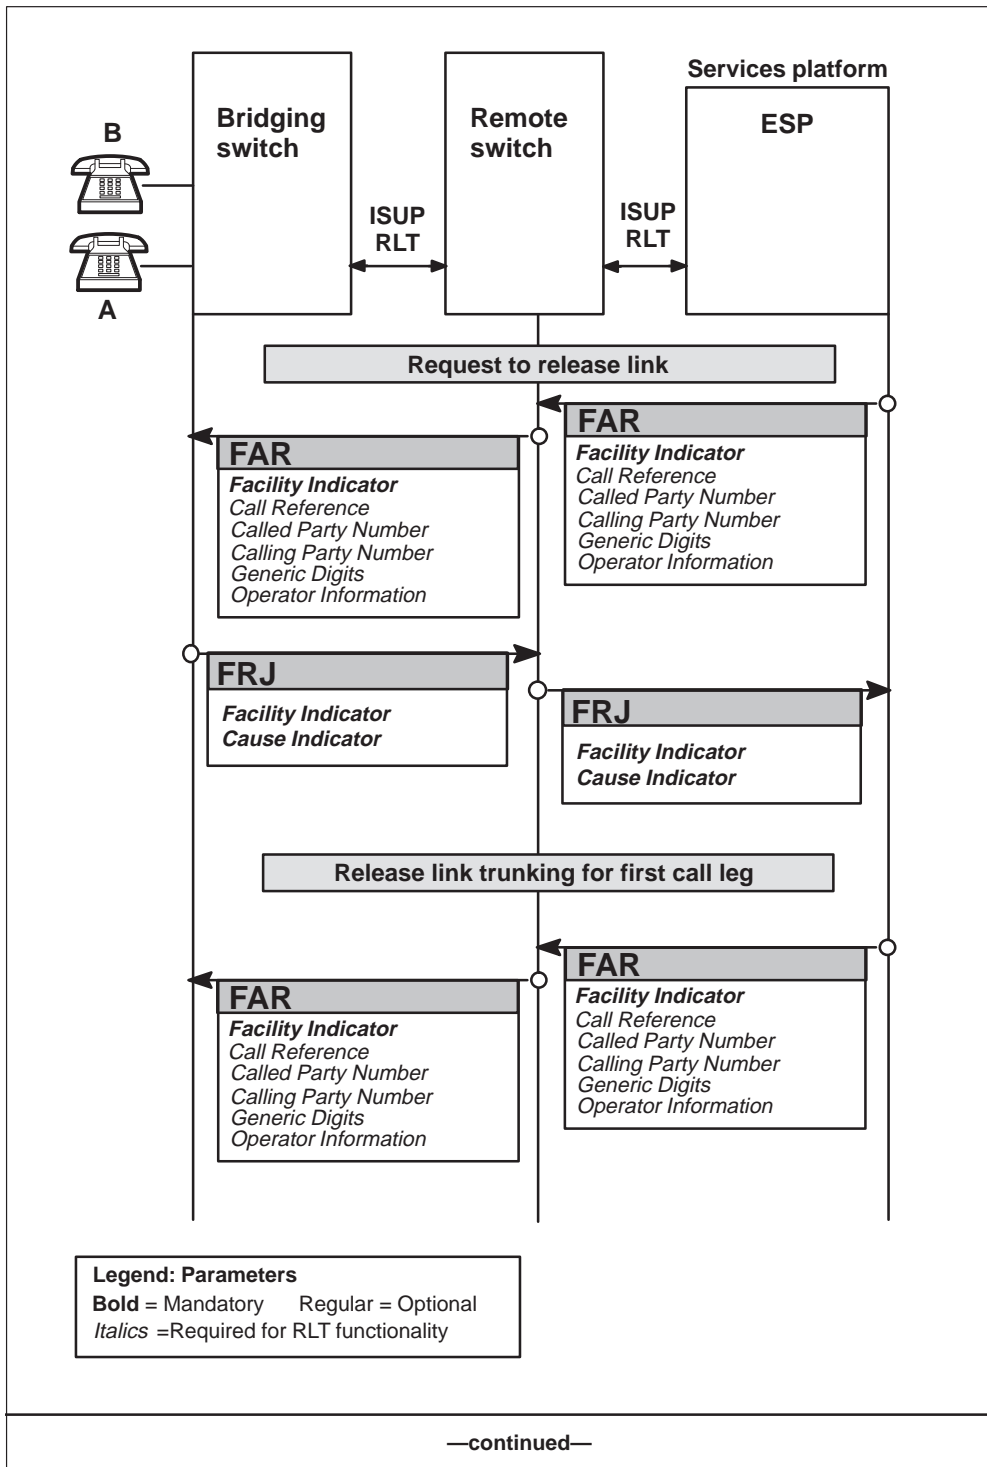 Services platform
Bridging
switch
Remote
switch
ESP
B
A
ISUP
RLT
ISUP
RLT
Request to release link
FAR
Facility Indicator
Call Reference
Called Party Number
Calling Party Number
Generic Digits
Operator Information
FAR
Facility Indicator
Call Reference
Called Party Number
Calling Party Number
Generic Digits
Operator Information
FRJ
Facility Indicator
Cause Indicator
FRJ
Facility Indicator
Cause Indicator
Release link trunking for first call leg
FAR
Facility Indicator
Call Reference
Called Party Number
Calling Party Number
Generic Digits
Operator Information
FAR
Facility Indicator
Call Reference
Called Party Number
Calling Party Number
Generic Digits
Operator Information
Legend: Parameters
Bold = Mandatory Regular = Optional
Italics =Required for RLT functionality
—continued—